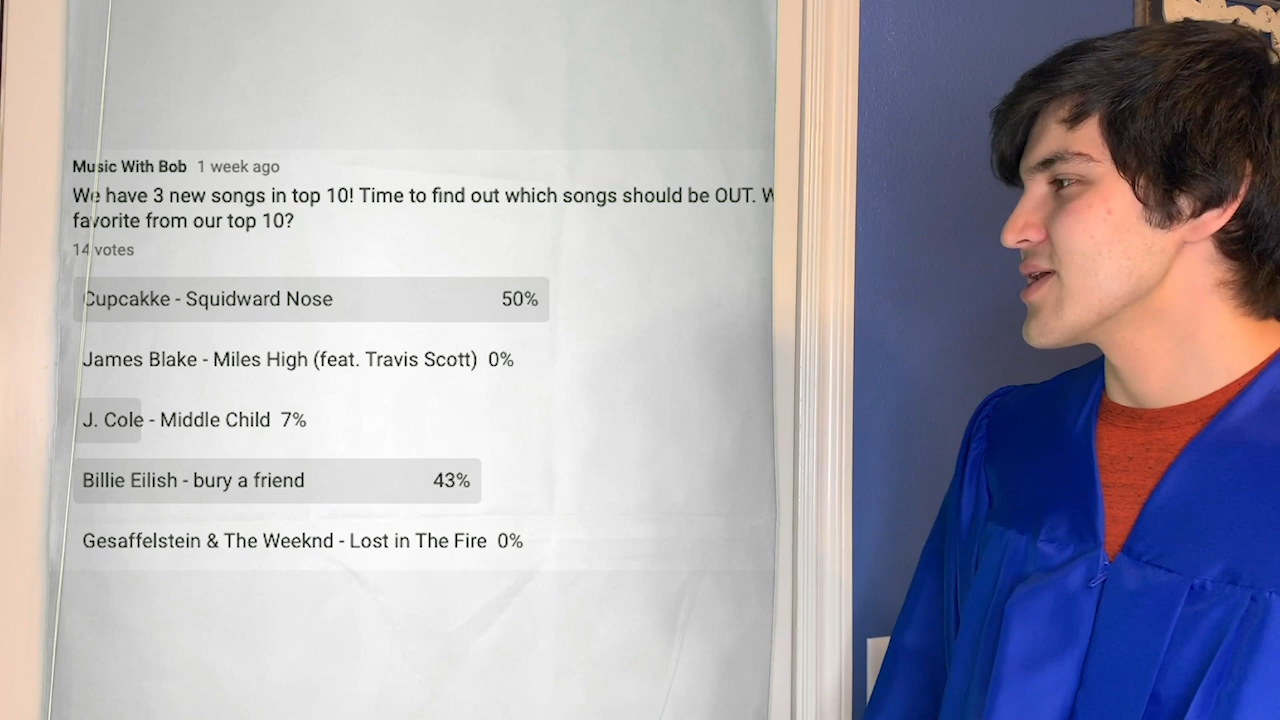 Music With Bob 1 week ago
We have 3 new songs in top 10! Time to find out which songs should be OUT.
favorite from our top 10?
14 votes
Cupcakke - Squidward Nose 50%
James Blake - Miles High (feat. Travis Scott) 0%
J. Cole - Middle Child 7%
Billie Eilish - bury a friend 43%
Gesaffelstein & The Weeknd - Lost in The Fire 0%